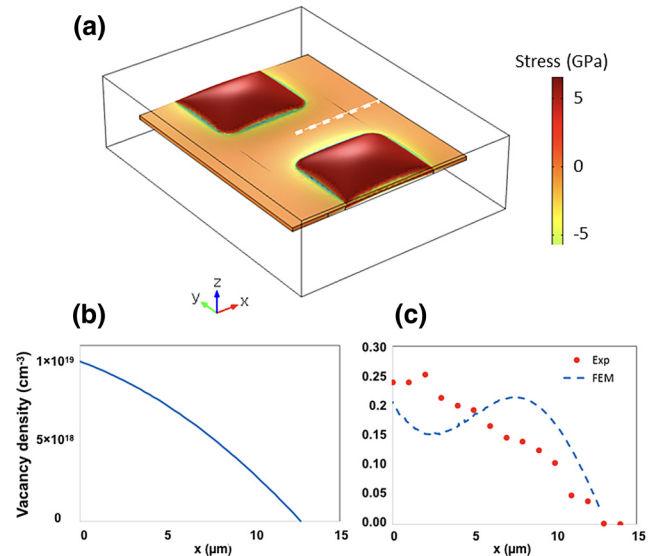 (a)
Stress (GPa)
5
0
-5
z
y
x
(b)
Vacancy density (cm-3)
1×10¹⁹
5×10¹⁸
0
0 5 10 15
x (μm)
(c)
0.30
0.25
0.20
0.15
0.10
0.05
0.00
Exp
FEM
0 5 10 15
x (μm)